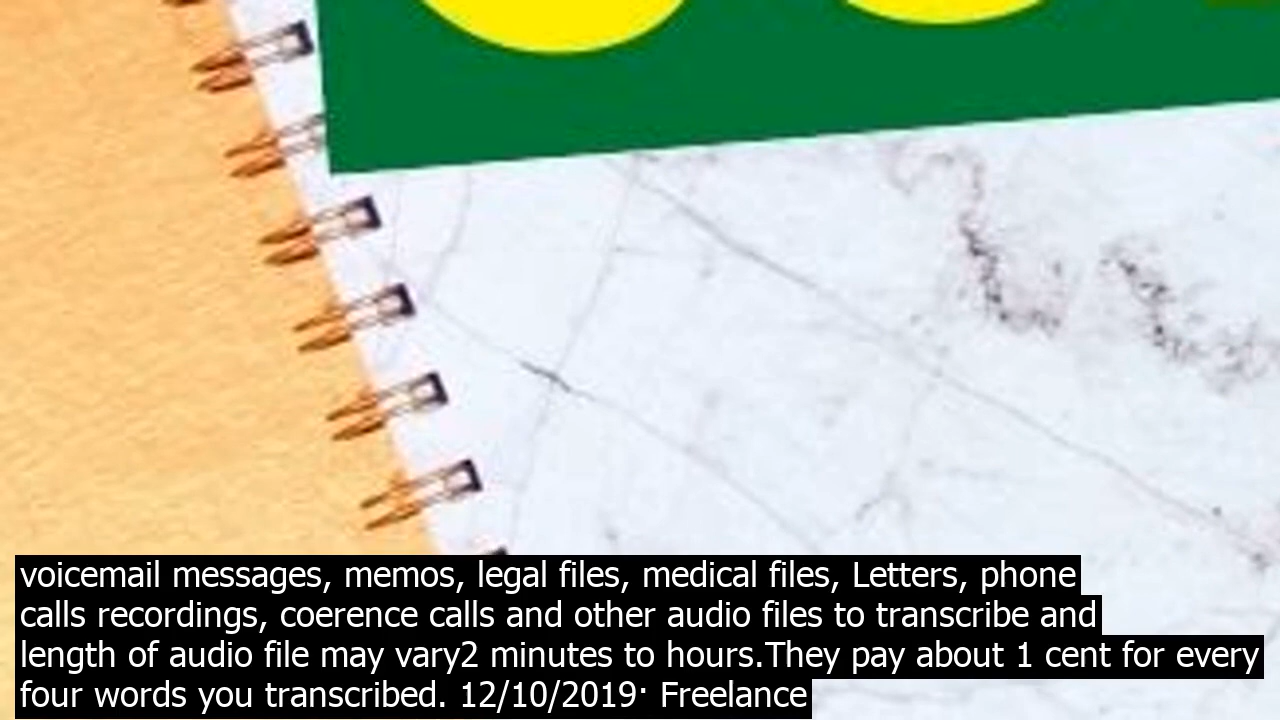 voicemail messages, memos, legal files, medical files, Letters, phone
calls recordings, coerence calls and other audio files to transcribe and
length of audio file may vary2 minutes to hours.They pay about 1 cent for every
four words you transcribed. 12/10/2019· Freelance